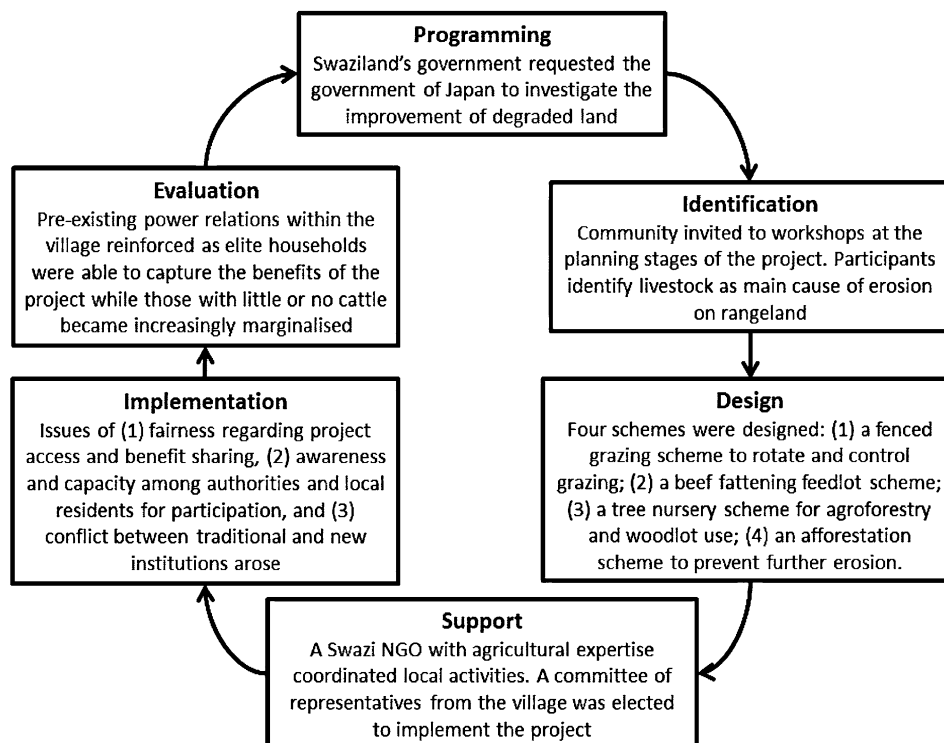 Programming
Swaziland's government requested the
government of Japan to investigate the
improvement of degraded land
Identification
Community invited to workshops at the
planning stages of the project. Participants
identify livestock as main cause of erosion
on rangeland
Design
Four schemes were designed: (1) a fenced
grazing scheme to rotate and control
grazing; (2) a beef fattening feedlot scheme;
(3) a tree nursery scheme for agroforestry
and woodlot use; (4) an afforestation
scheme to prevent further erosion.
Support
A Swazi NGO with agricultural expertise
coordinated local activities. A committee of
representatives from the village was elected
to implement the project
Implementation
Issues of (1) fairness regarding project
access and benefit sharing, (2) awareness
and capacity among authorities and local
residents for participation, and (3)
conflict between traditional and new
institutions arose
Evaluation
Pre-existing power relations within the
village reinforced as elite households
were able to capture the benefits of the
project while those with little or no cattle
became increasingly marginalised